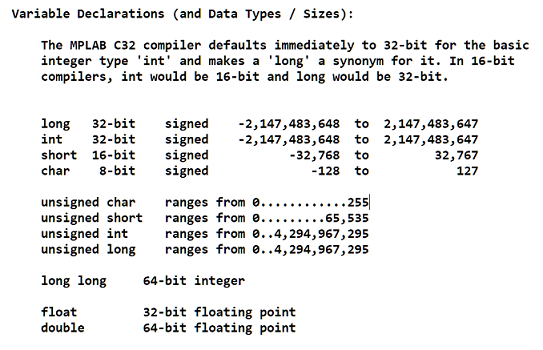 Variable Declarations (and Data Types / Sizes):
The MPLAB C32 compiler defaults immediately to 32-bit for the basic
integer type 'int' and makes a 'long' a synonym for it. In 16-bit
compilers, int would be 16-bit and long would be 32-bit.
long 32-bit signed -2,147,483,648 to 2,147,483,647
int 32-bit signed -2,147,483,648 to 2,147,483,647
short 16-bit signed -32,768 to 32,767
char 8-bit signed -128 to 127
unsigned char ranges from 0............255
unsigned short ranges from 0.........65,535
unsigned int ranges from 0..4,294,967,295
unsigned long ranges from 0..4,294,967,295
long long 64-bit integer
float 32-bit floating point
double 64-bit floating point